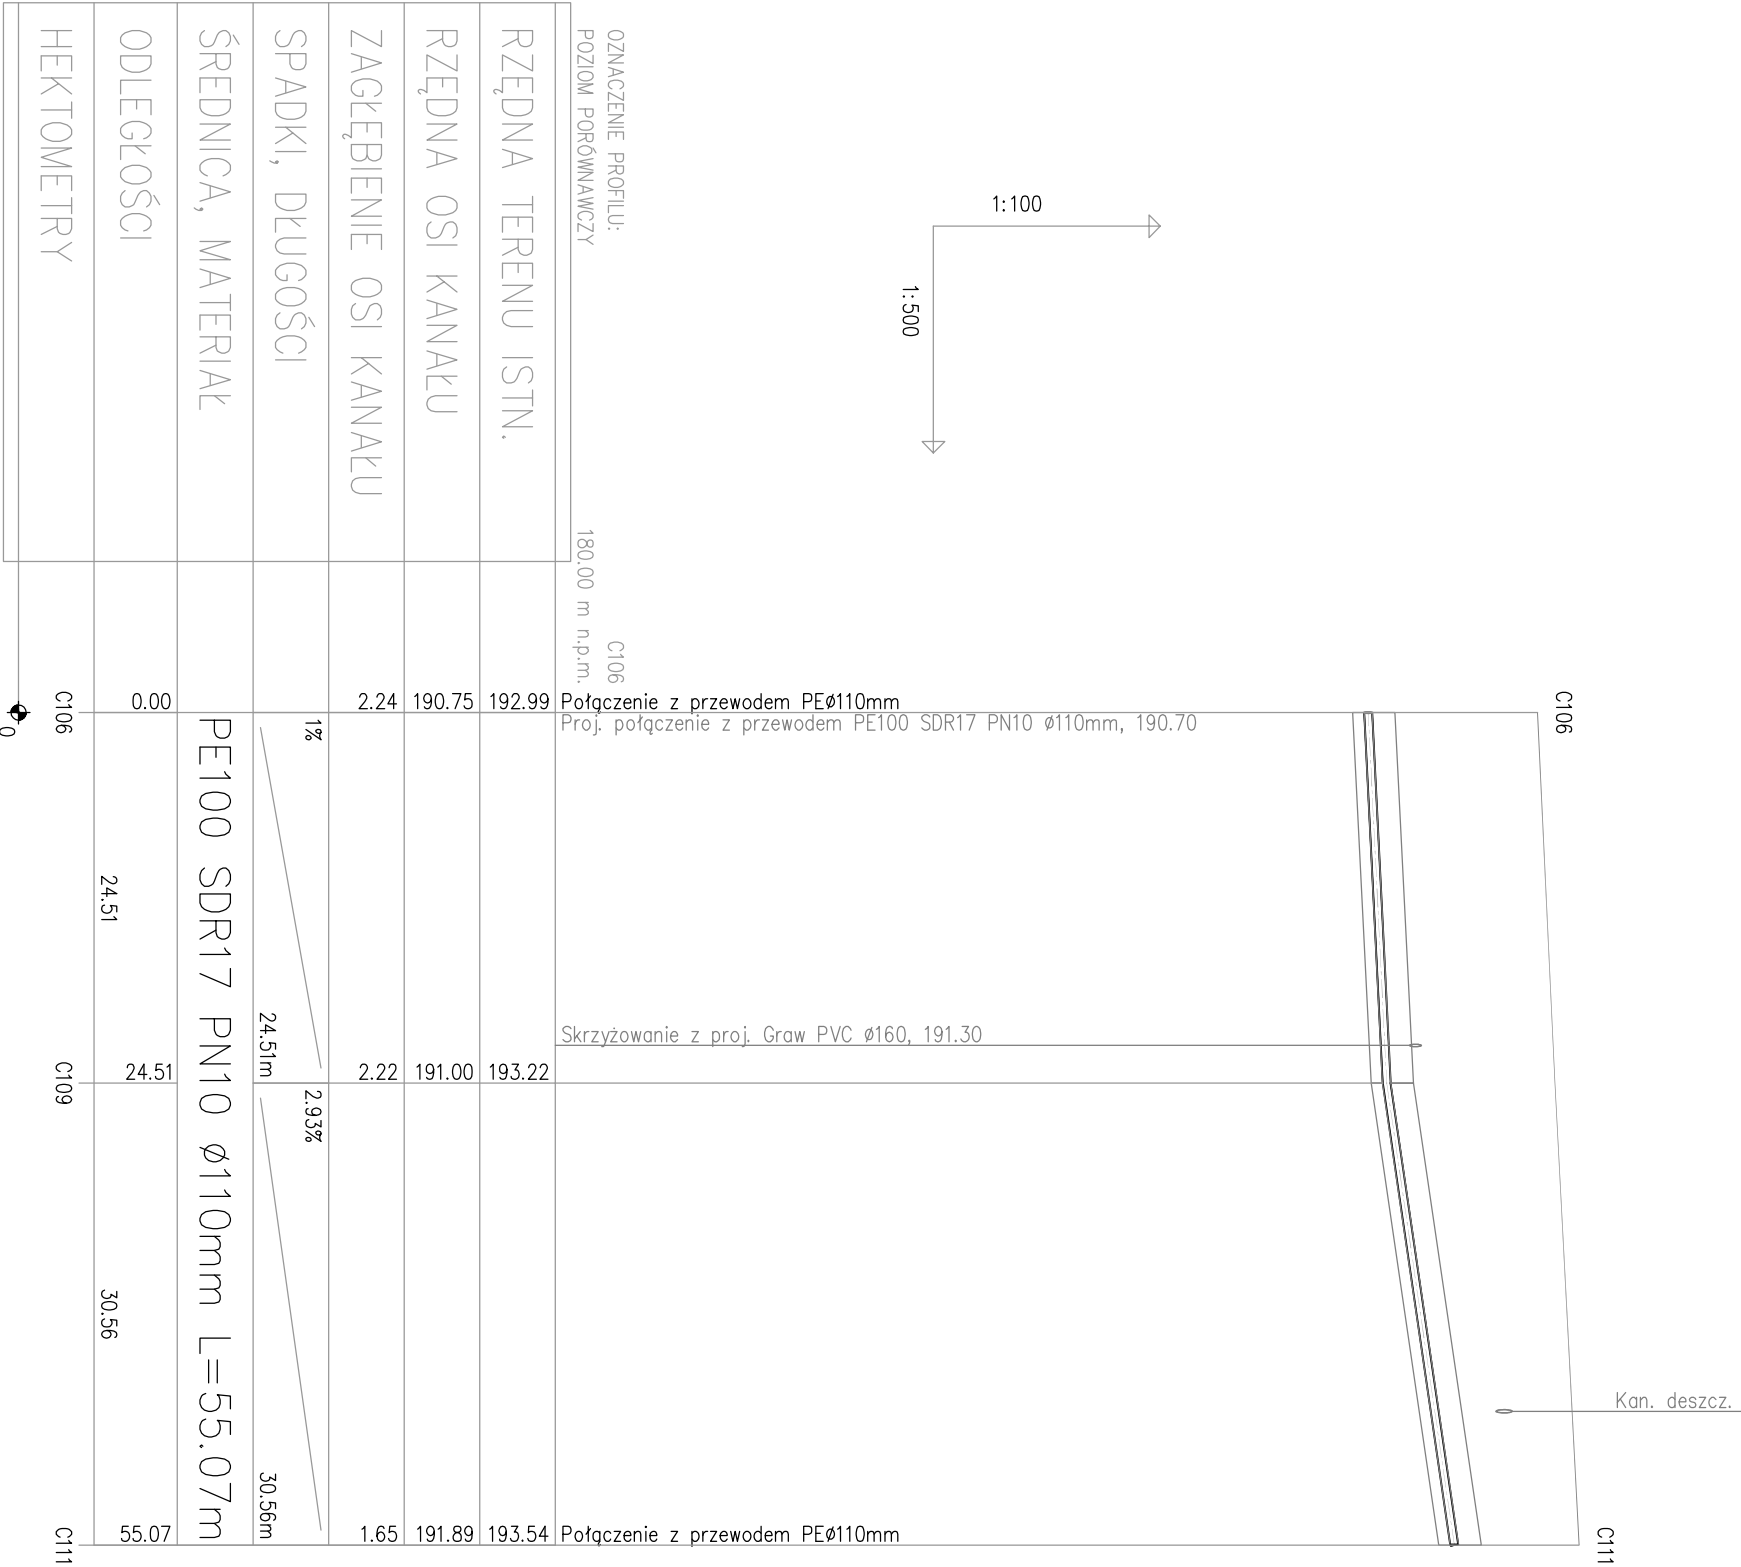 OZNACZENIE PROFILU: C106
POZIOM PORÓWNAWCZY 180.00 m n.p.m.
RZĘDNA TERENU ISTN.
RZĘDNA OSI KANAŁU
ZAGŁĘBIENIE OSI KANAŁU
SPADKI, DŁUGOŚCI
ŚREDNICA, MATERIAŁ
ODLEGŁOŚCI
HEKTOMETRY
1:100
1:500
C106
C111
Kan. deszcz.
Połączenie z przewodem PEø110mm
Proj. połączenie z przewodem PE100 SDR17 PN10 ø110mm, 190.70
Skrzyżowanie z proj. Graw PVC ø160, 191.30
Połączenie z przewodem PEø110mm
192.99
193.22
193.54
190.75
191.00
191.89
2.24
2.22
1.65
1%
24.51m
2.93%
30.56m
PE100 SDR17 PN10 ø110mm L=55.07m
0.00
24.51
55.07
24.51
30.56
C106
C109
C111
0